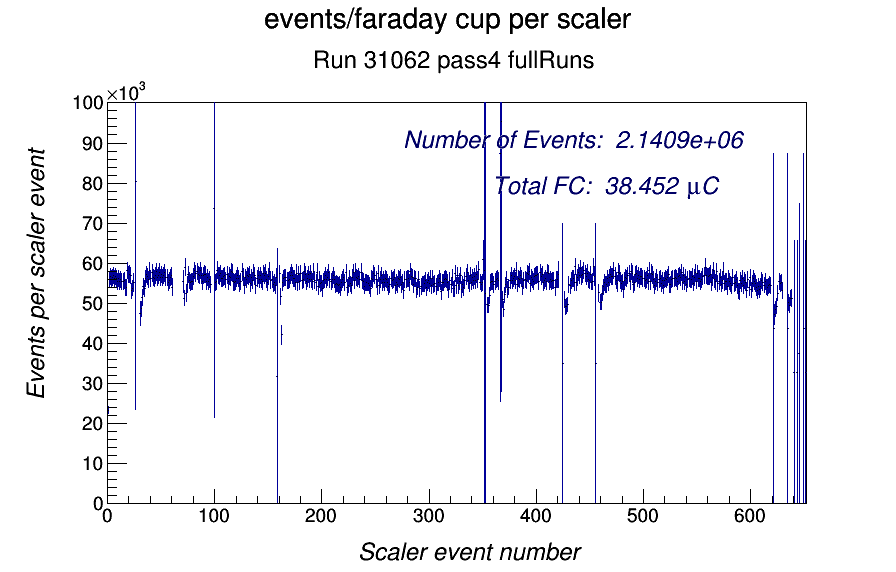 events/faraday cup per scaler
Run 31062 pass4 fullRuns
×10³
100
90
80
70
60
50
40
30
20
10
0
Events per scaler event
Number of Events: 2.1409e+06
Total FC: 38.452 μC
0 100 200 300 400 500 600
Scaler event number